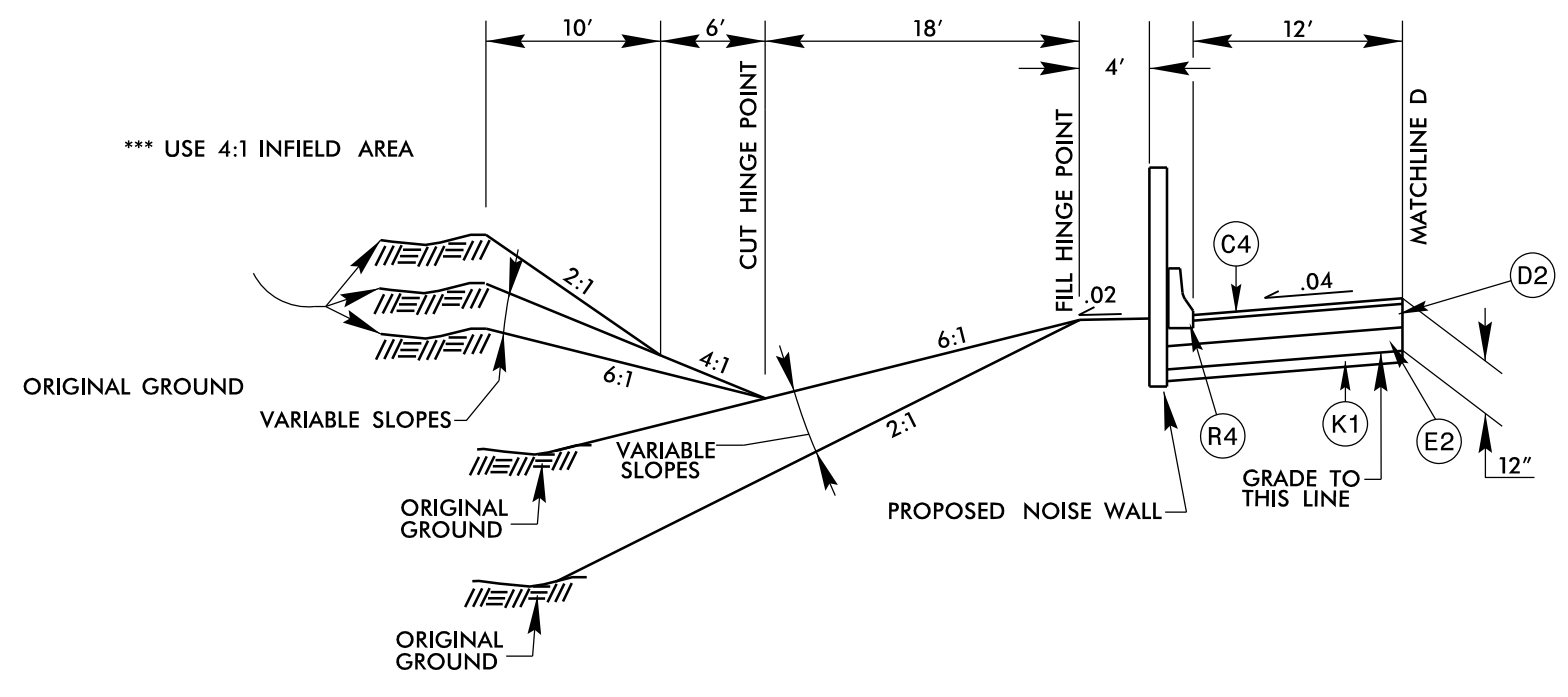 10' 6' 18' 12'
4'
CUT HINGE POINT
FILL HINGE POINT
MATCHLINE D
*** USE 4:1 INFIELD AREA
C4
2:1
.02
.04
D2
6:1
4:1
6:1
ORIGINAL GROUND
VARIABLE SLOPES
2:1
VARIABLE
SLOPES
R4
K1
E2
12"
GRADE TO
THIS LINE
PROPOSED NOISE WALL
ORIGINAL
GROUND
ORIGINAL
GROUND